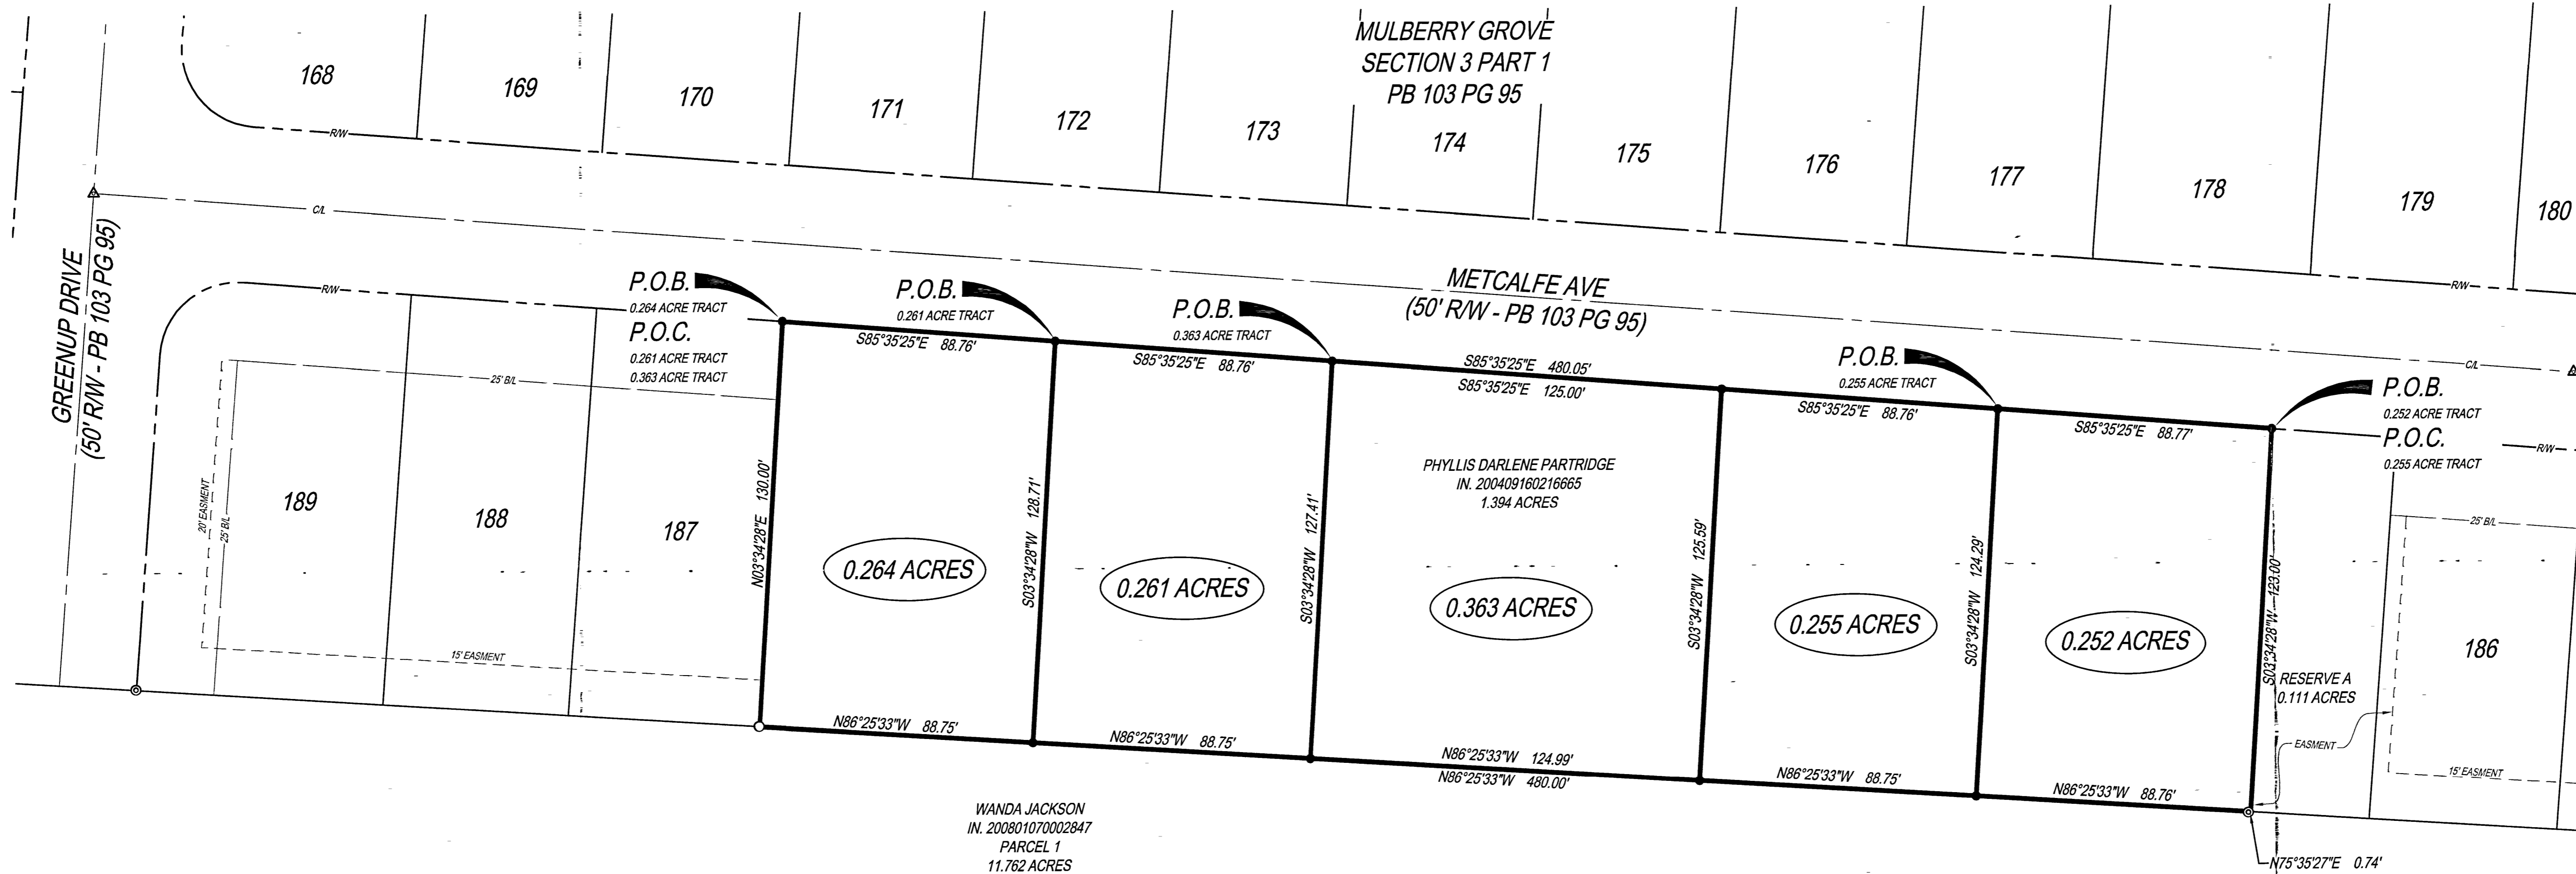 MULBERRY GROVE
SECTION 3 PART 1
PB 103 PG 95
168
169
170
171
172
173
174
175
176
177
178
179
180
R/W
C/L
GREENUP DRIVE
(50' R/W - PB 103 PG 95)
METCALFE AVE
(50' R/W - PB 103 PG 95)
R/W
C/L
R/W
P.O.B.
0.264 ACRE TRACT
P.O.C.
0.261 ACRE TRACT
0.363 ACRE TRACT
P.O.B.
0.261 ACRE TRACT
P.O.B.
0.363 ACRE TRACT
P.O.B.
0.255 ACRE TRACT
P.O.B.
0.252 ACRE TRACT
P.O.C.
0.255 ACRE TRACT
R/W
S85°35'25"E 88.76'
S85°35'25"E 88.76'
S85°35'25"E 480.05'
S85°35'25"E 125.00'
S85°35'25"E 88.76'
S85°35'25"E 88.77'
25' B/L
20' EASMENT
25' B/L
189
188
187
15' EASMENT
N03°34'28"E 130.00'
S03°34'28"W 128.71'
S03°34'28"W 127.41'
S03°34'28"W 125.59'
S03°34'28"W 124.29'
S03°34'28"W 123.00'
PHYLLIS DARLENE PARTRIDGE
IN. 200409160216665
1.394 ACRES
0.264 ACRES
0.261 ACRES
0.363 ACRES
0.255 ACRES
0.252 ACRES
25' B/L
186
RESERVE A
0.111 ACRES
EASMENT
15' EASMENT
N86°25'33"W 88.75'
N86°25'33"W 88.75'
N86°25'33"W 124.99'
N86°25'33"W 480.00'
N86°25'33"W 88.75'
N86°25'33"W 88.76'
WANDA JACKSON
IN. 200801070002847
PARCEL 1
11.762 ACRES
N75°35'27"E 0.74'